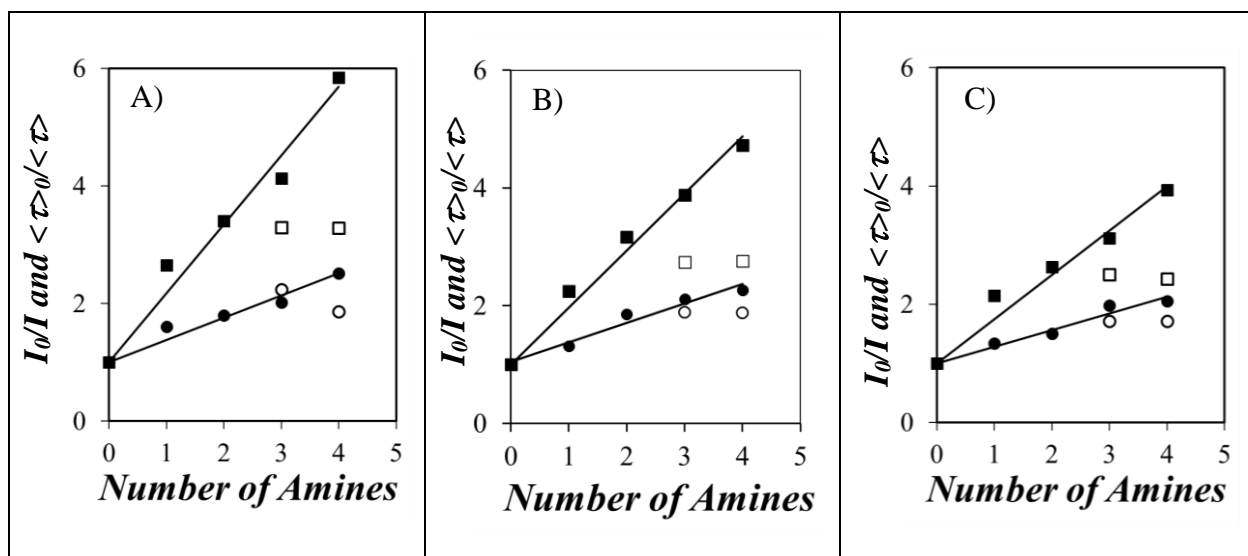 A)
I₀/I and <τ>₀/<τ>
6
4
2
0
0 1 2 3 4 5
Number of Amines
B)
I₀/I and <τ>₀/<τ>
6
4
2
0
0 1 2 3 4 5
Number of Amines
C)
I₀/I and <τ>₀/<τ>
6
4
2
0
0 1 2 3 4 5
Number of Amines